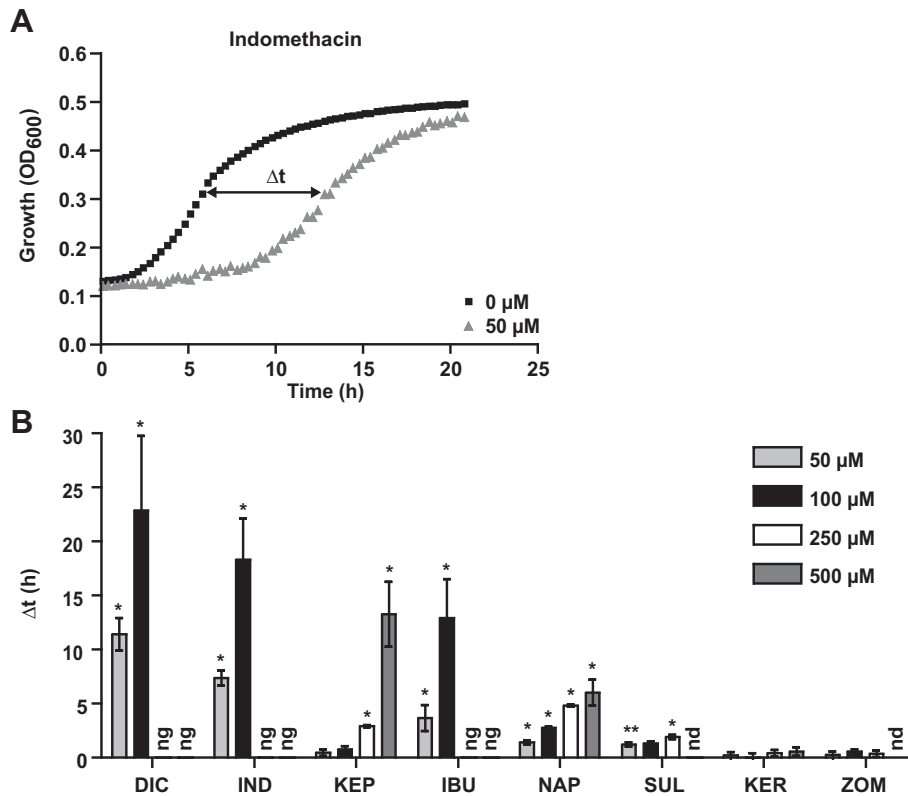 A
Indomethacin
0.6
0.5
0.4
0.3
0.2
0.1
0.0
Growth (OD600)
Δt
0 µM
50 µM
0 5 10 15 20 25
Time (h)
B
30
25
20
15
10
5
0
Δt (h)
50 µM
100 µM
250 µM
500 µM
* * ng ng
* * ng ng
* *
* * ng ng
* * * *
** * nd
nd
DIC IND KEP IBU NAP SUL KER ZOM